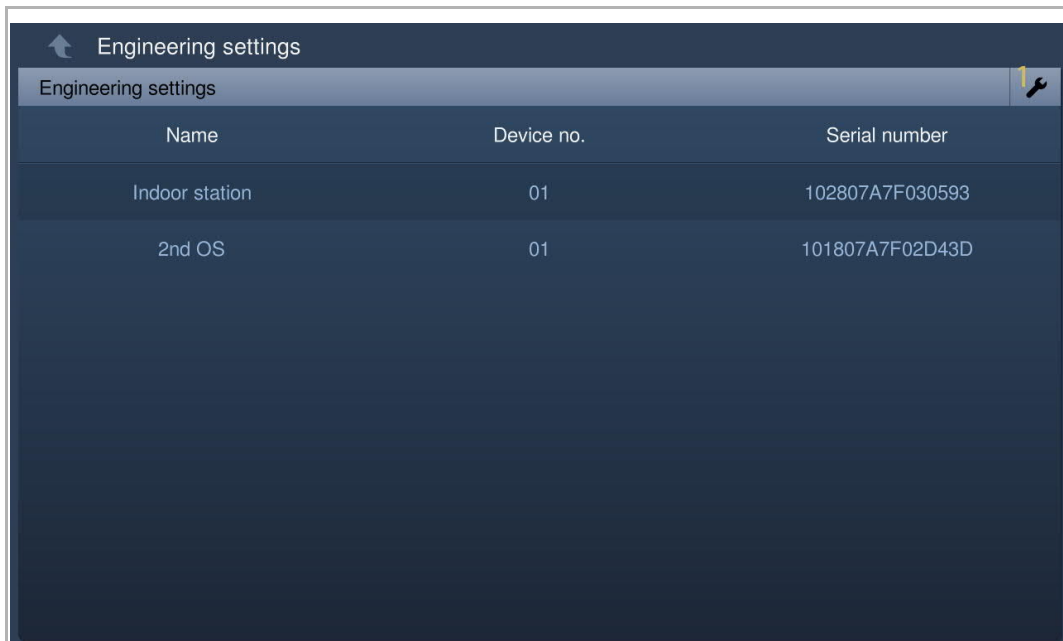 Engineering settings
Engineering settings 1
Name Device no. Serial number
Indoor station 01 102807A7F030593
2nd OS 01 101807A7F02D43D